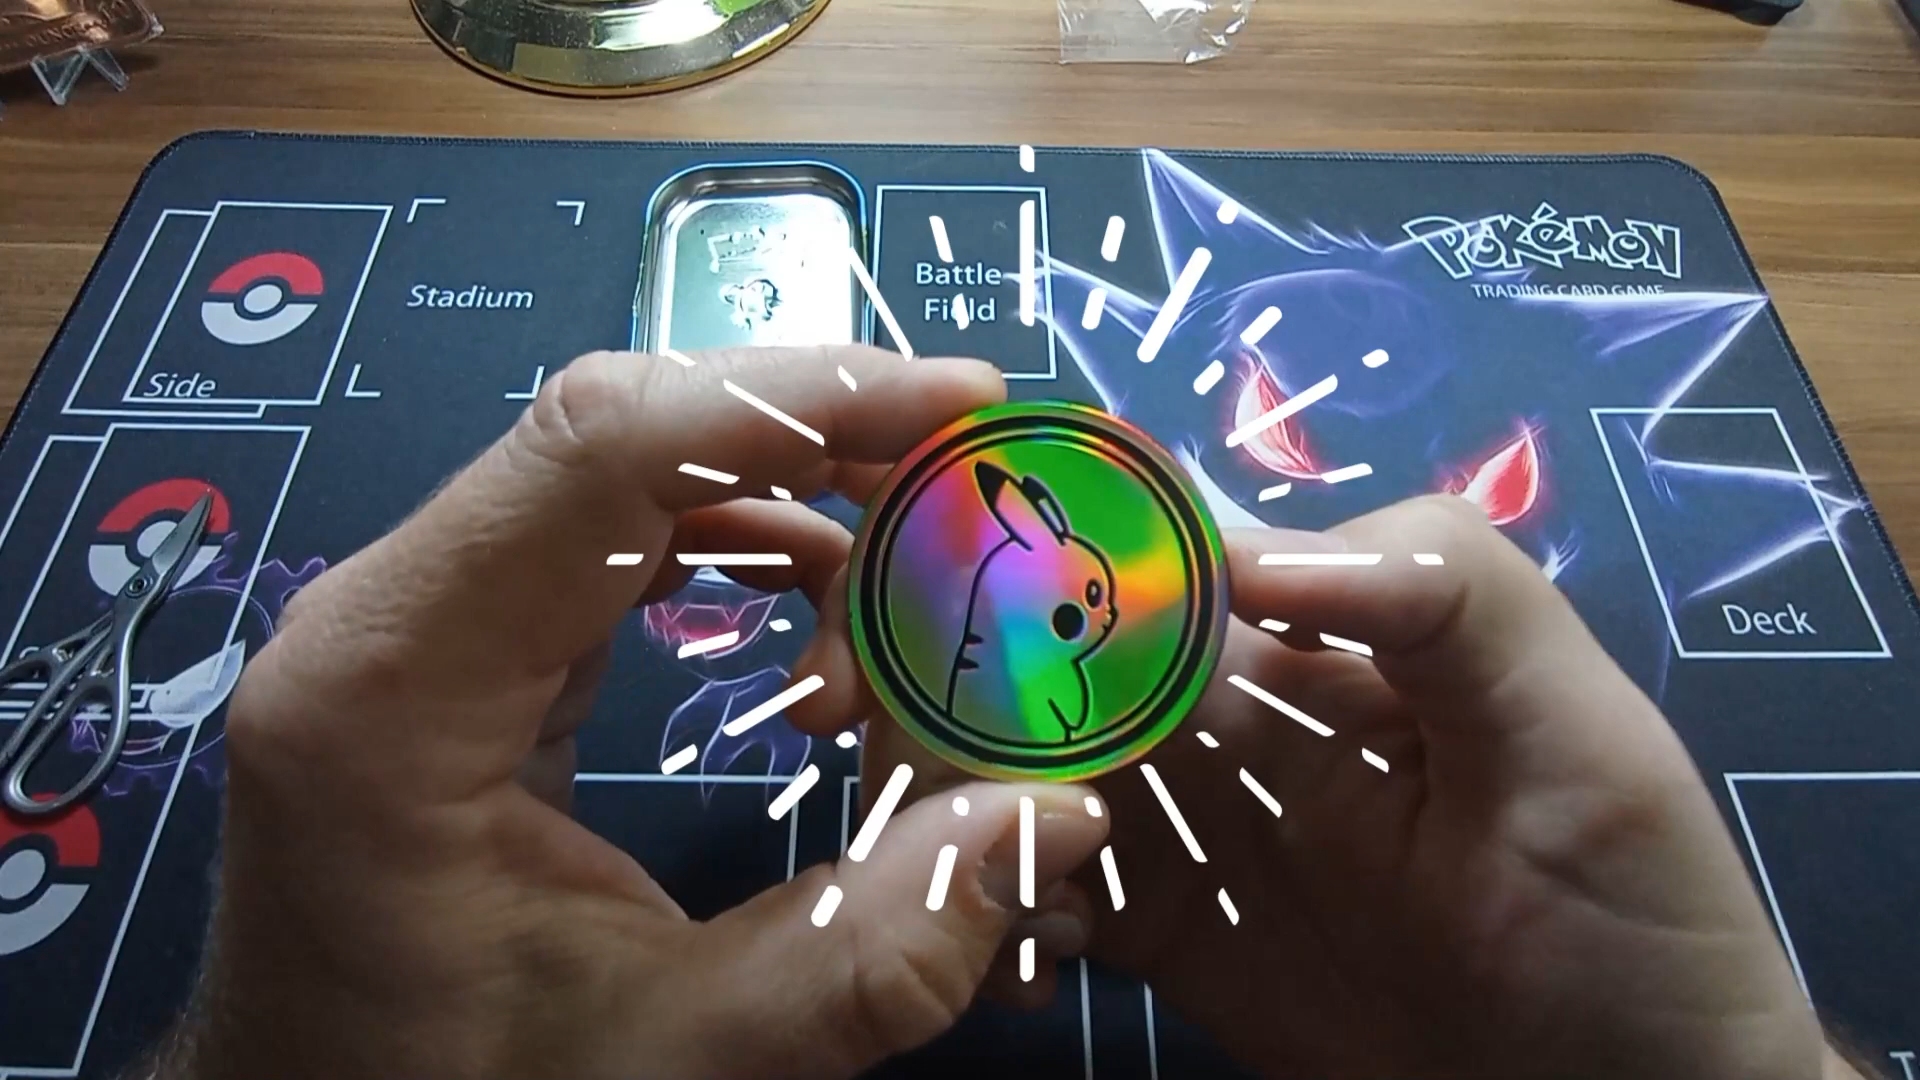 Battle
Field
Stadium
Side
POKéMON
TRADING CARD GAME
Deck